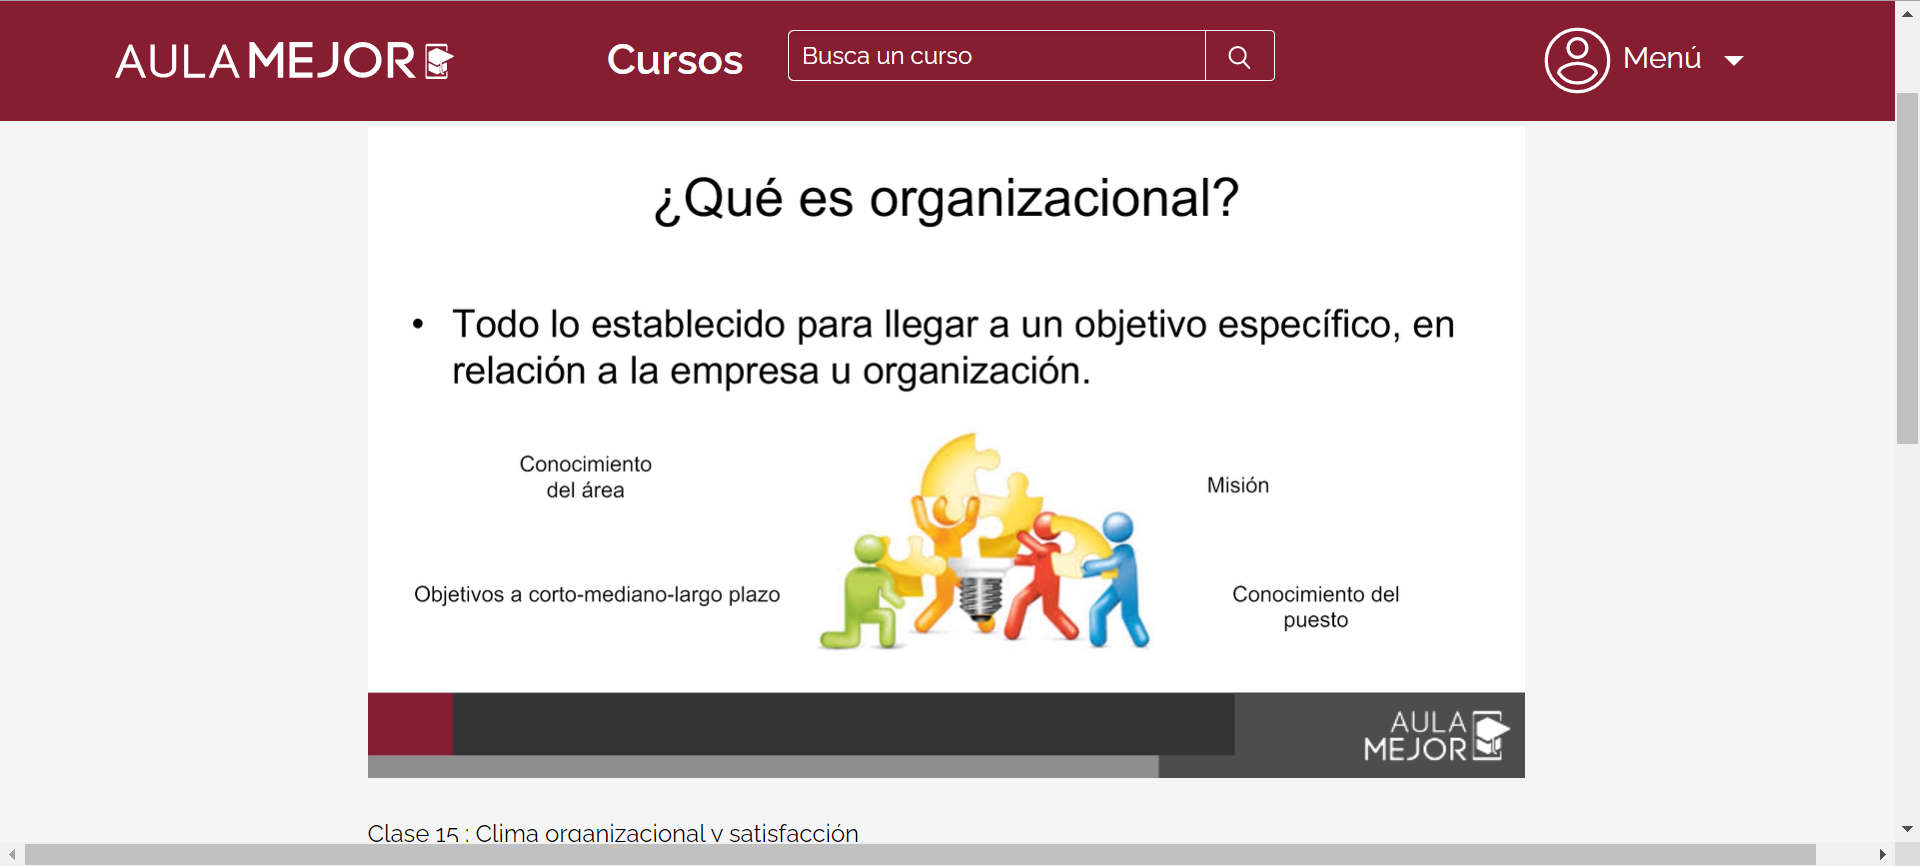 AULA MEJOR
Cursos
Busca un curso
Menú
¿Qué es organizacional?
• Todo lo establecido para llegar a un objetivo específico, en
relación a la empresa u organización.
Conocimiento
del área
Misión
Objetivos a corto-mediano-largo plazo
Conocimiento del
puesto
AULA
MEJOR
Clase 15 : Clima organizacional y satisfacción